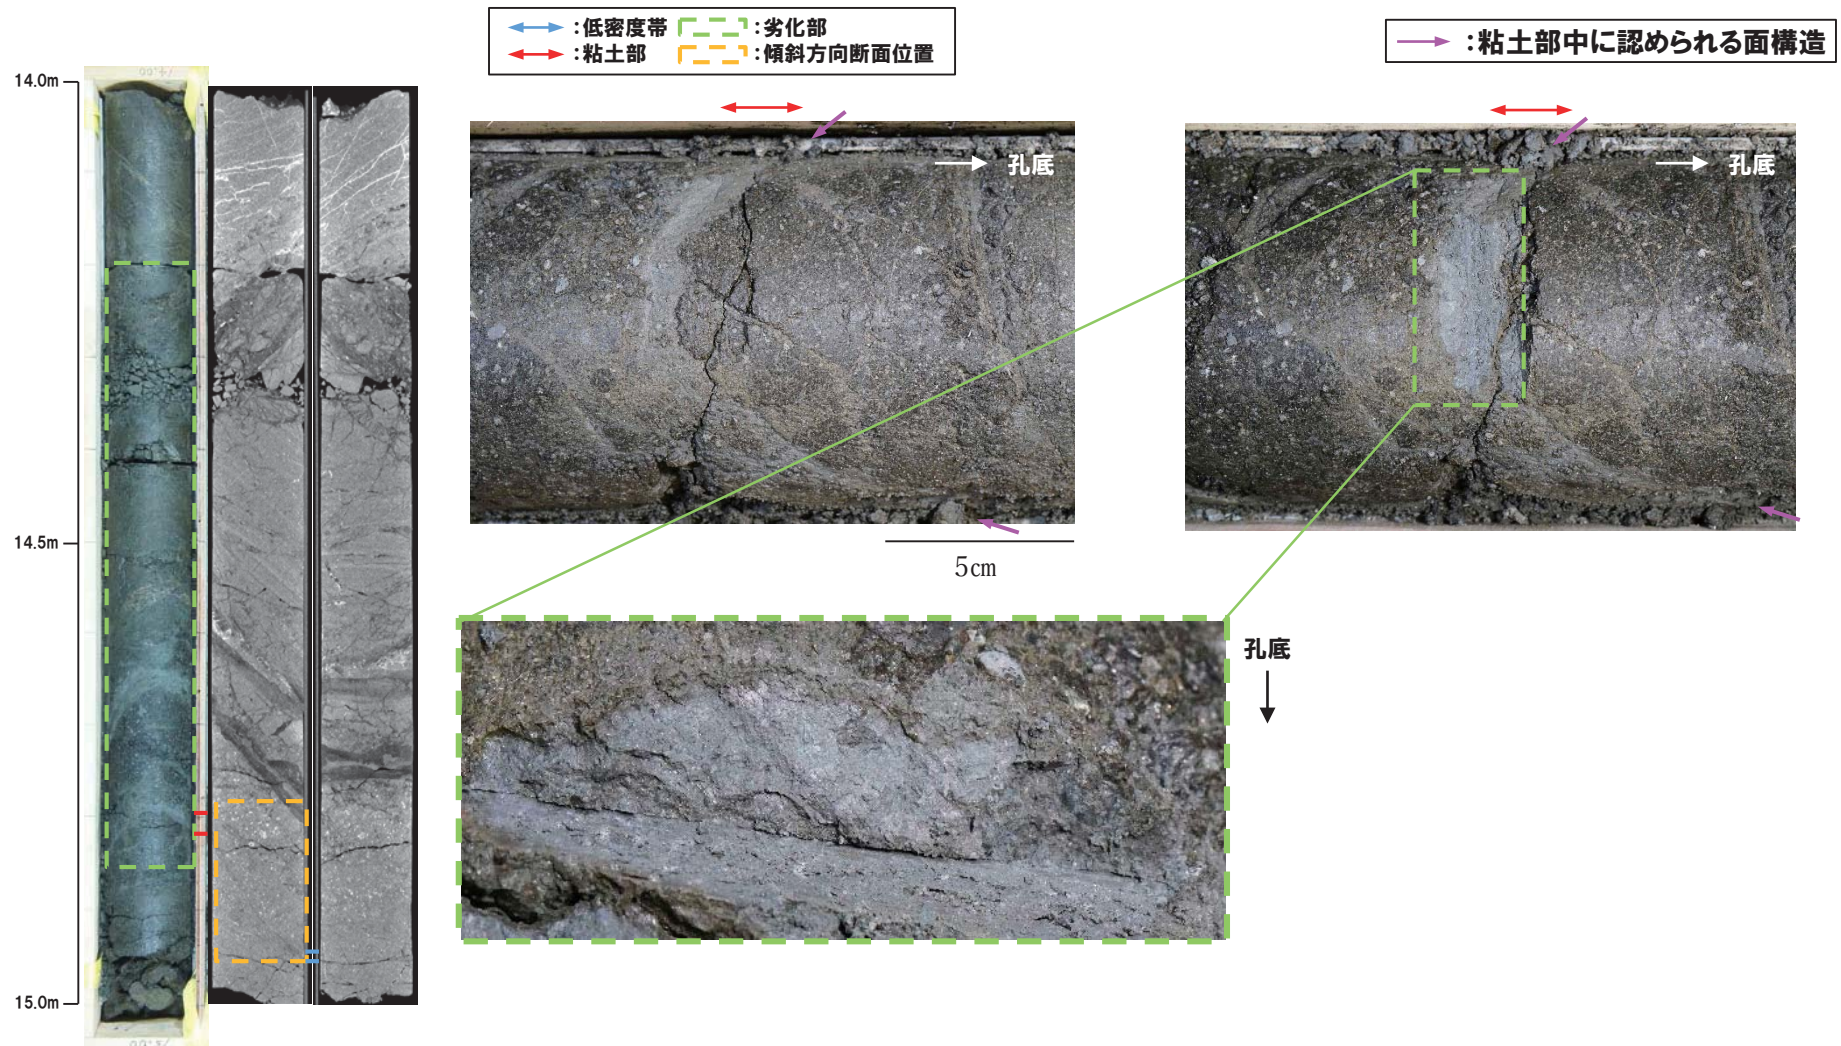 :低密度帯
:劣化部
:粘土部
:傾斜方向断面位置
:粘土部中に認められる面構造
14.0m
14.5m
15.0m
14.00
孔底
孔底
5cm
孔底